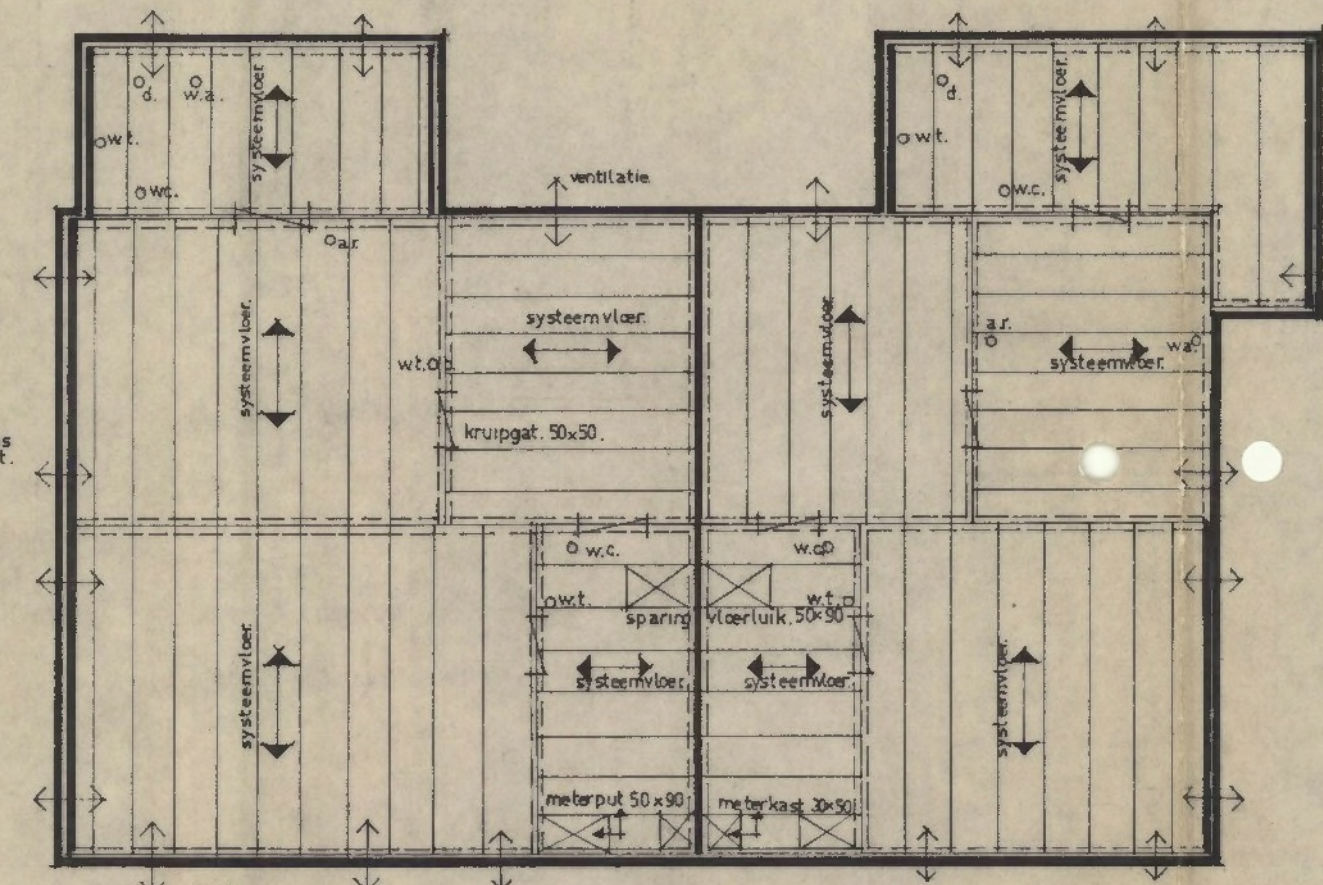 d.
w.a.
systeemvloer.
w.t.
w.c.
d.
systeemvloer.
w.t.
w.c.
ventilatie.
a.r.
systeemvloer.
systeemvloer.
w.t.
kruipgat. 50x50.
systeemvloer.
a.r.
w.a.
systeemvloer.
s
t.
w.c.
w.c.
w.t.
w.t.
sparing vloerluik. 50x90
systeemvloer.
systeemvloer.
systeemvloer.
systeemvloer.
meterput 50x90
meterkast 30x50